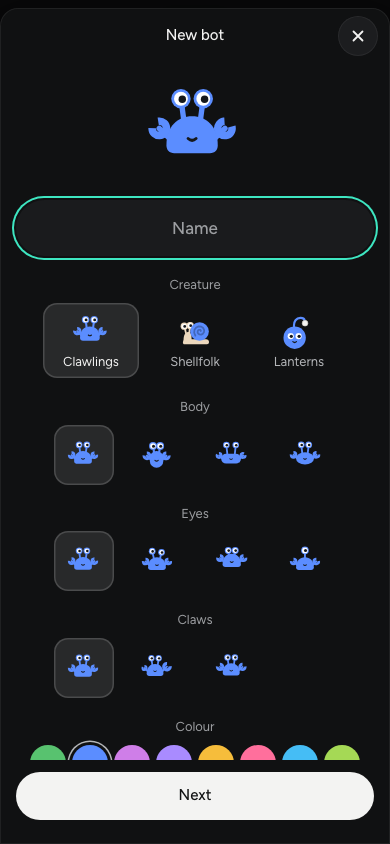 New bot
Name
Creature
Clawlings
Shellfolk
Lanterns
Body
Eyes
Claws
Colour
Next